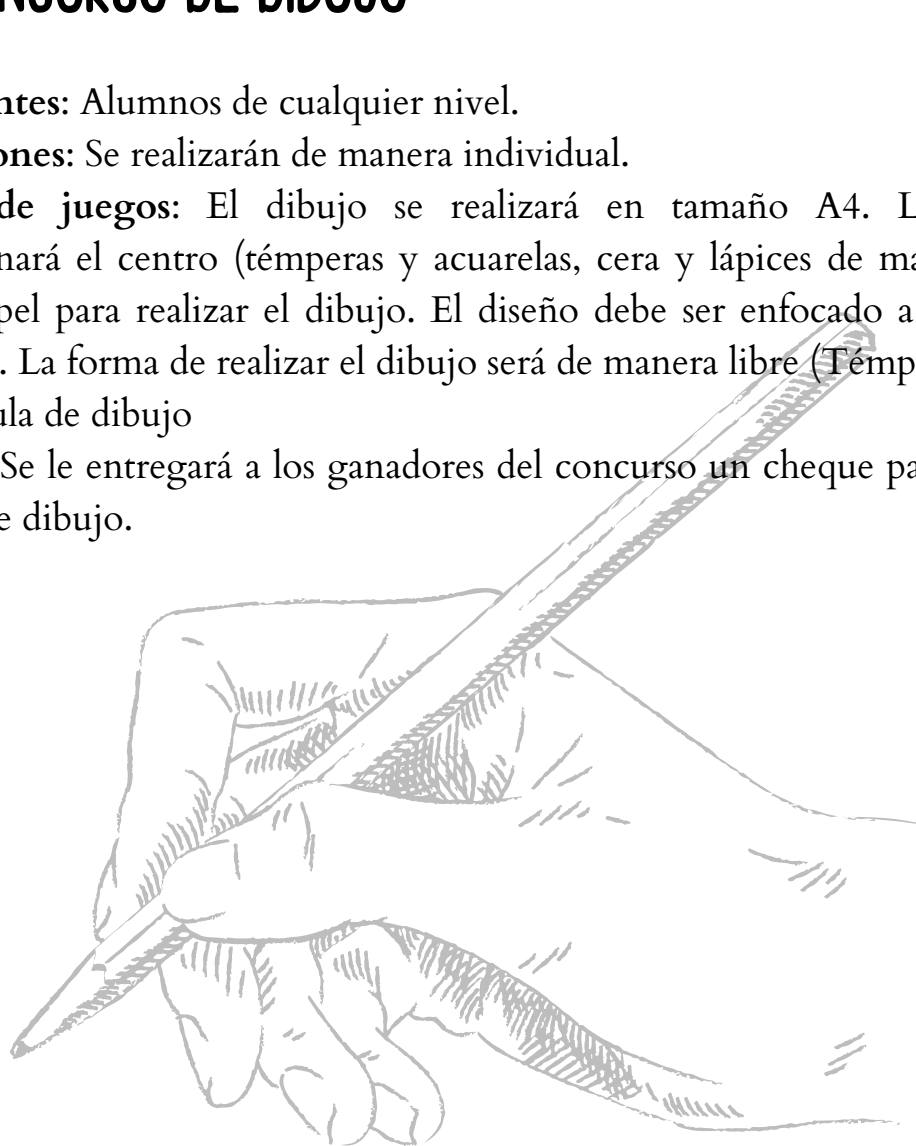 NCURSO DE DIBUJO
ntes: Alumnos de cualquier nivel.
ones: Se realizarán de manera individual.
de juegos: El dibujo se realizará en tamaño A4. L
nará el centro (témperas y acuarelas, cera y lápices de ma
pel para realizar el dibujo. El diseño debe ser enfocado a
. La forma de realizar el dibujo será de manera libre (Témp
ula de dibujo
Se le entregará a los ganadores del concurso un cheque pa
e dibujo.